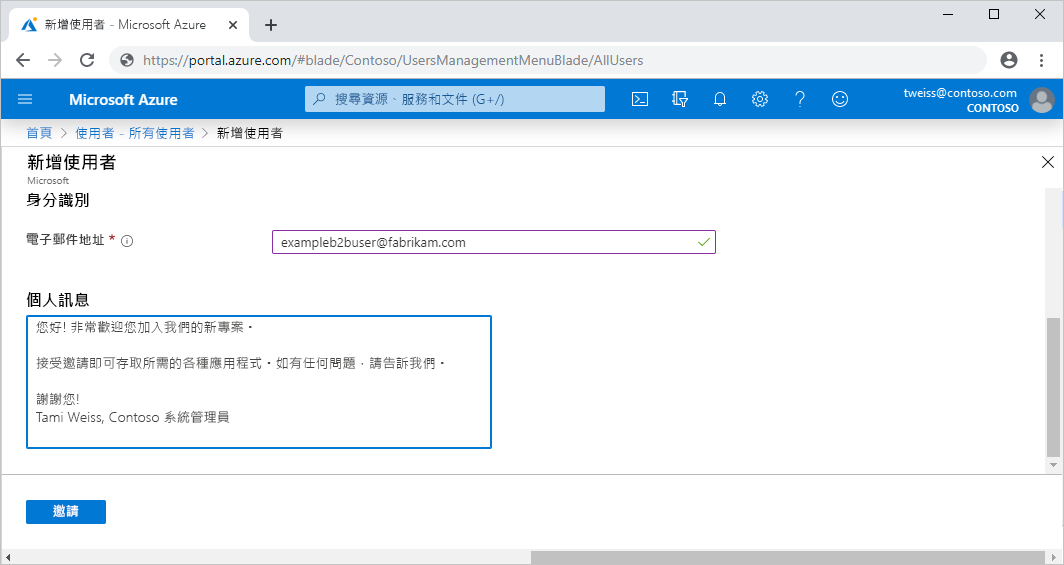 新增使用者 - Microsoft Azure
https://portal.azure.com/#blade/Contoso/UsersManagementMenuBlade/AllUsers
Microsoft Azure
搜尋資源、服務和文件 (G+/)
tweiss@contoso.com
CONTOSO
首頁 > 使用者 - 所有使用者 > 新增使用者
新增使用者
Microsoft
身分識別
電子郵件地址 *
exampleb2buser@fabrikam.com
個人訊息
您好! 非常歡迎您加入我們的新專案。
接受邀請即可存取所需的各種應用程式。如有任何問題，請告訴我們。
謝謝您!
Tami Weiss, Contoso 系統管理員
邀請